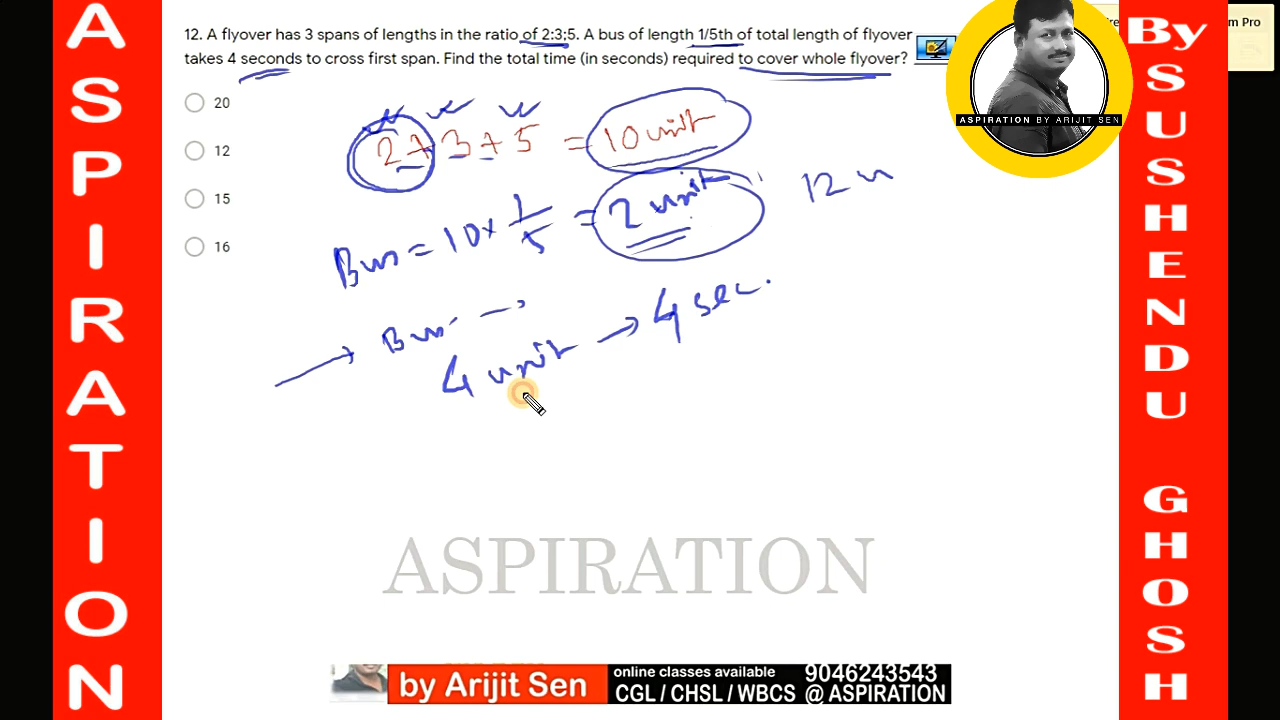 ASPIRATION
12. A flyover has 3 spans of lengths in the ratio of 2:3;5. A bus of length 1/5th of total length of flyover
takes 4 seconds to cross first span. Find the total time (in seconds) required to cover whole flyover?
20
12
15
16
2+3+5 = 10 unit
Bus = 10 × 1/5 = 2 unit 12 u
→ Bus →
4 unit → 4 sec.
ASPIRATION
by Arijit Sen
online classes available 9046243543
CGL / CHSL / WBCS @ ASPIRATION
ASPIRATION BY ARIJIT SEN
m Pro
By SUSHENDU GHOSH